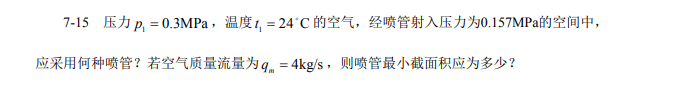 7-15 压力 p₁ = 0.3MPa，温度 t₁ = 24°C 的空气，经喷管射入压力为0.157MPa的空间中，
应采用何种喷管？若空气质量流量为 qₘ = 4kg/s，则喷管最小截面积应为多少？